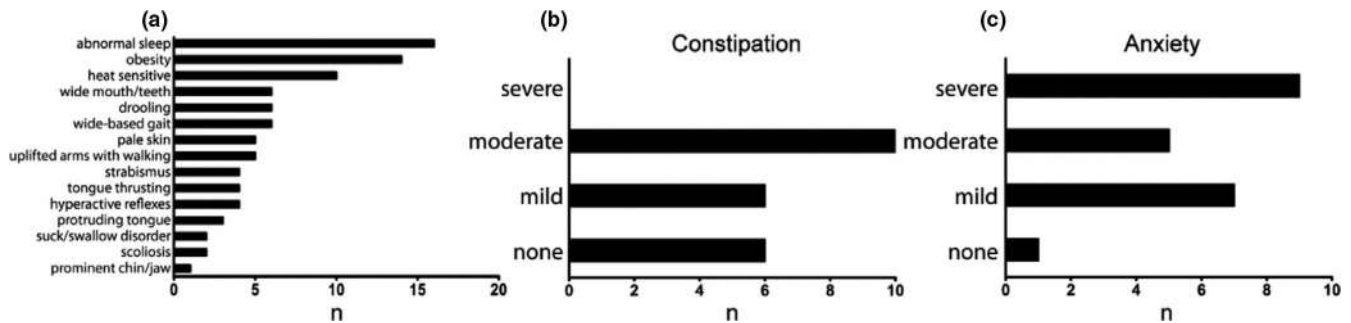 (a)
abnormal sleep
obesity
heat sensitive
wide mouth/teeth
drooling
wide-based gait
pale skin
uplifted arms with walking
strabismus
tongue thrusting
hyperactive reflexes
protruding tongue
suck/swallow disorder
scoliosis
prominent chin/jaw
0 5 10 15 20
n
(b)
Constipation
severe
moderate
mild
none
0 2 4 6 8 10
n
(c)
Anxiety
severe
moderate
mild
none
0 2 4 6 8 10
n